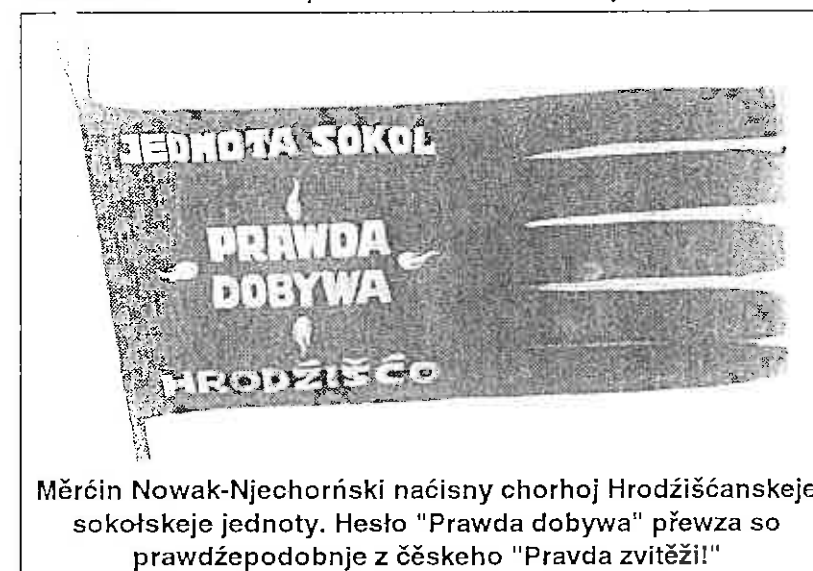 JEDNOTA SOKOL
PRAWDA
DOBYWA
HRODŹIŠĆO
Měrćin Nowak-Njechorński naćisny chorhoj Hrodźišćanskeje
sokołskeje jednoty. Hesło "Prawda dobywa" přewza so
prawdźepodobnje z čěskeho "Pravda zvítěži!"